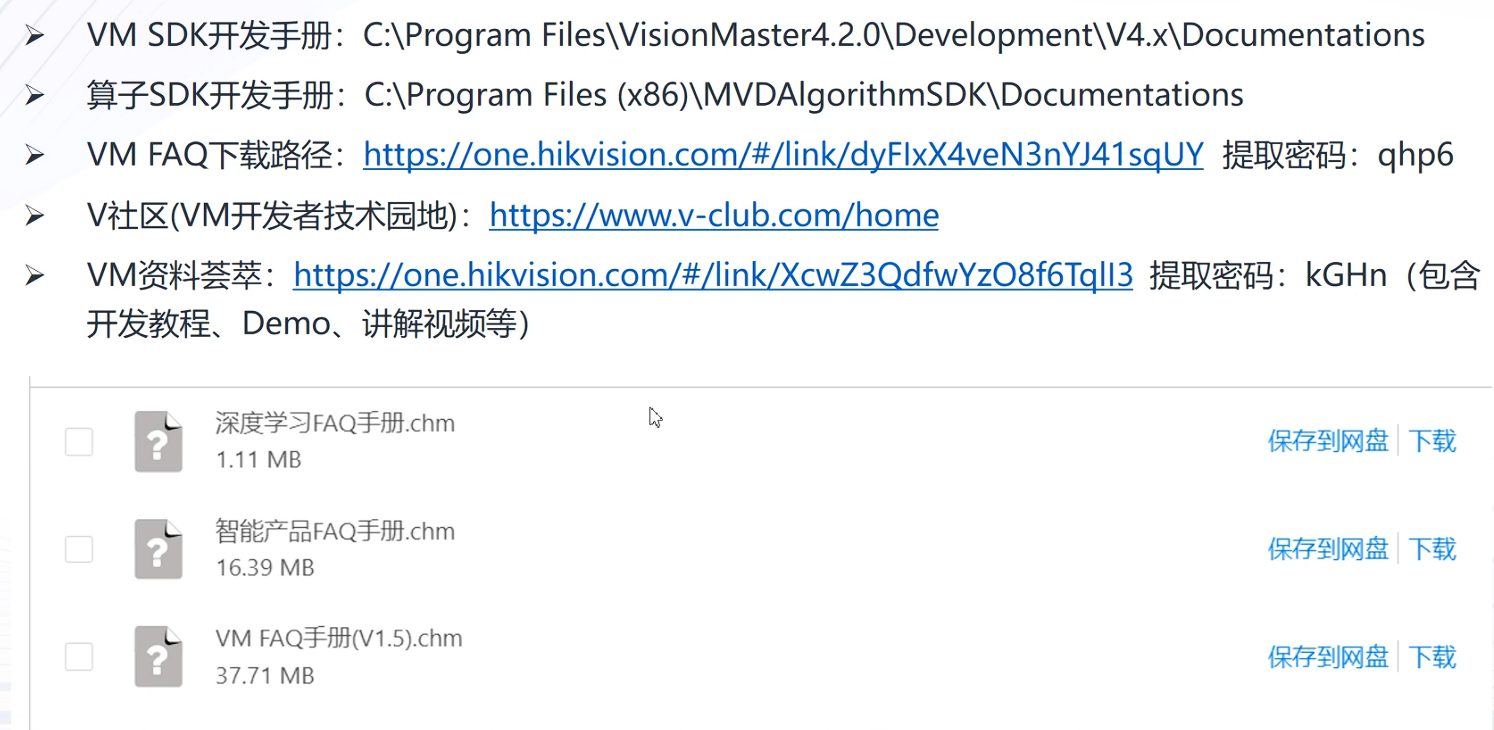 ➢ VM SDK开发手册：C:\Program Files\VisionMaster4.2.0\Development\V4.x\Documentations
➢ 算子SDK开发手册：C:\Program Files (x86)\MVDAlgorithmSDK\Documentations
➢ VM FAQ下载路径：https://one.hikvision.com/#/link/dyFIxX4veN3nYJ41sqUY 提取密码：qhp6
➢ V社区(VM开发者技术园地)：https://www.v-club.com/home
➢ VM资料荟萃：https://one.hikvision.com/#/link/XcwZ3QdfwYzO8f6TqlI3 提取密码：kGHn（包含
开发教程、Demo、讲解视频等）
深度学习FAQ手册.chm
保存到网盘 下载
1.11 MB
智能产品FAQ手册.chm
保存到网盘 下载
16.39 MB
VM FAQ手册(V1.5).chm
保存到网盘 下载
37.71 MB